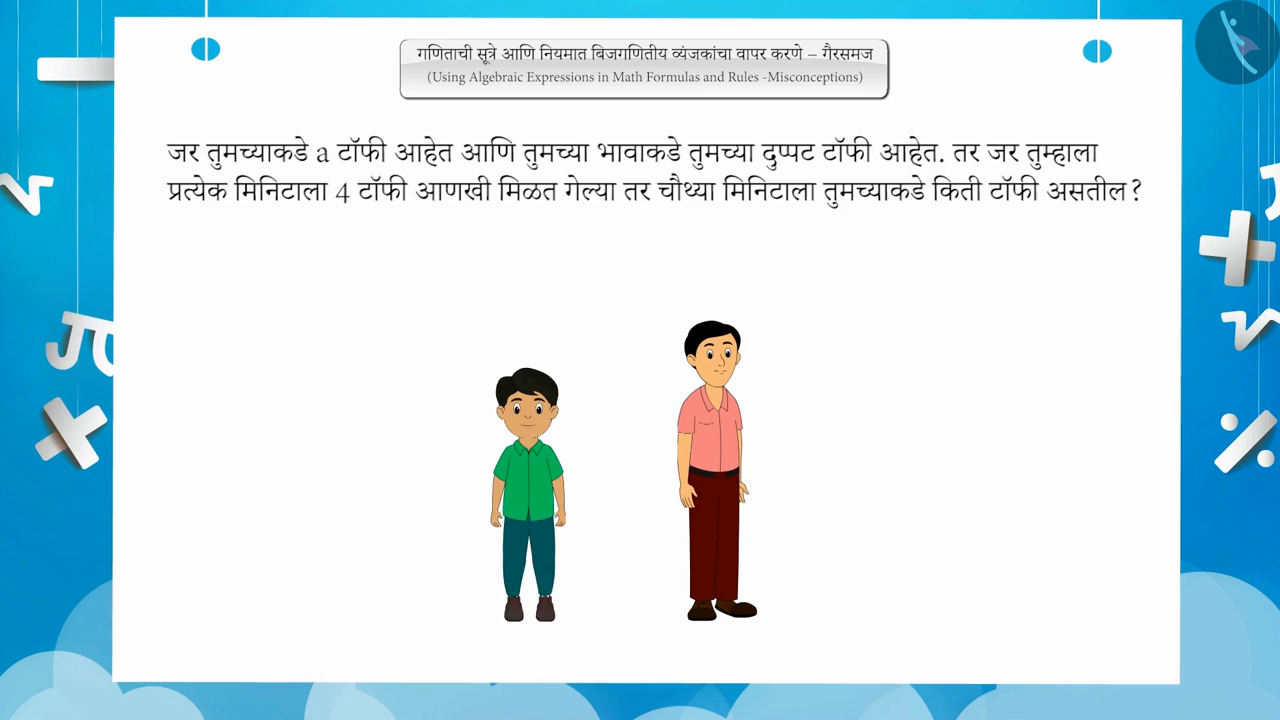 गणिताची सूत्रे आणि नियमात बिजगणितीय व्यंजकांचा वापर करणे – गैरसमज
(Using Algebraic Expressions in Math Formulas and Rules -Misconceptions)
जर तुमच्याकडे a टॉफी आहेत आणि तुमच्या भावाकडे तुमच्या दुप्पट टॉफी आहेत. तर जर तुम्हाला
प्रत्येक मिनिटाला 4 टॉफी आणखी मिळत गेल्या तर चौथ्या मिनिटाला तुमच्याकडे किती टॉफी असतील?